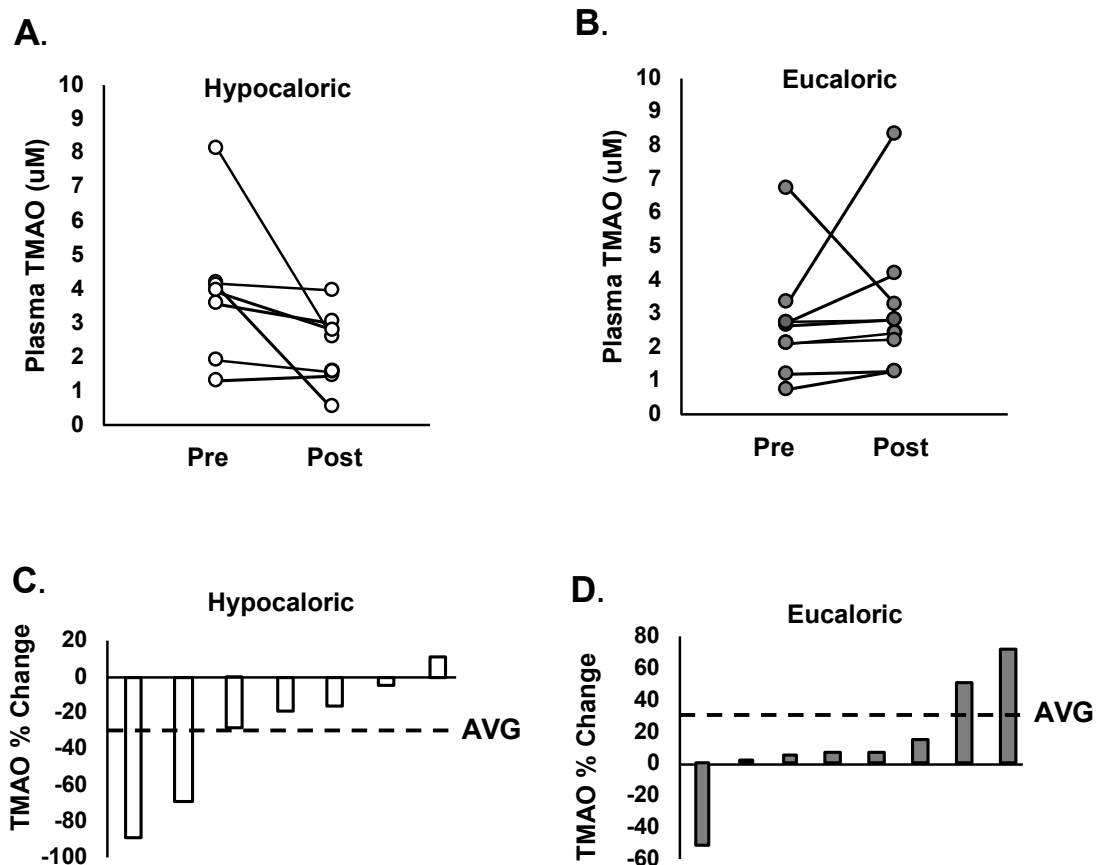 A.
Hypocaloric
Plasma TMAO (uM)
10
9
8
7
6
5
4
3
2
1
0
Pre Post
B.
Eucaloric
Plasma TMAO (uM)
10
9
8
7
6
5
4
3
2
1
0
Pre Post
C.
Hypocaloric
TMAO % Change
20
0
-20
-40
-60
-80
-100
AVG
D.
Eucaloric
TMAO % Change
80
60
40
20
0
-20
-40
-60
AVG